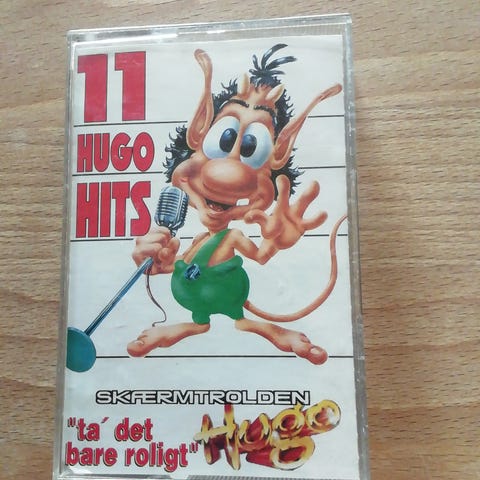 11
HUGO
HITS
SKÆRMTROLDEN
Hugo
"ta´ det
bare roligt"